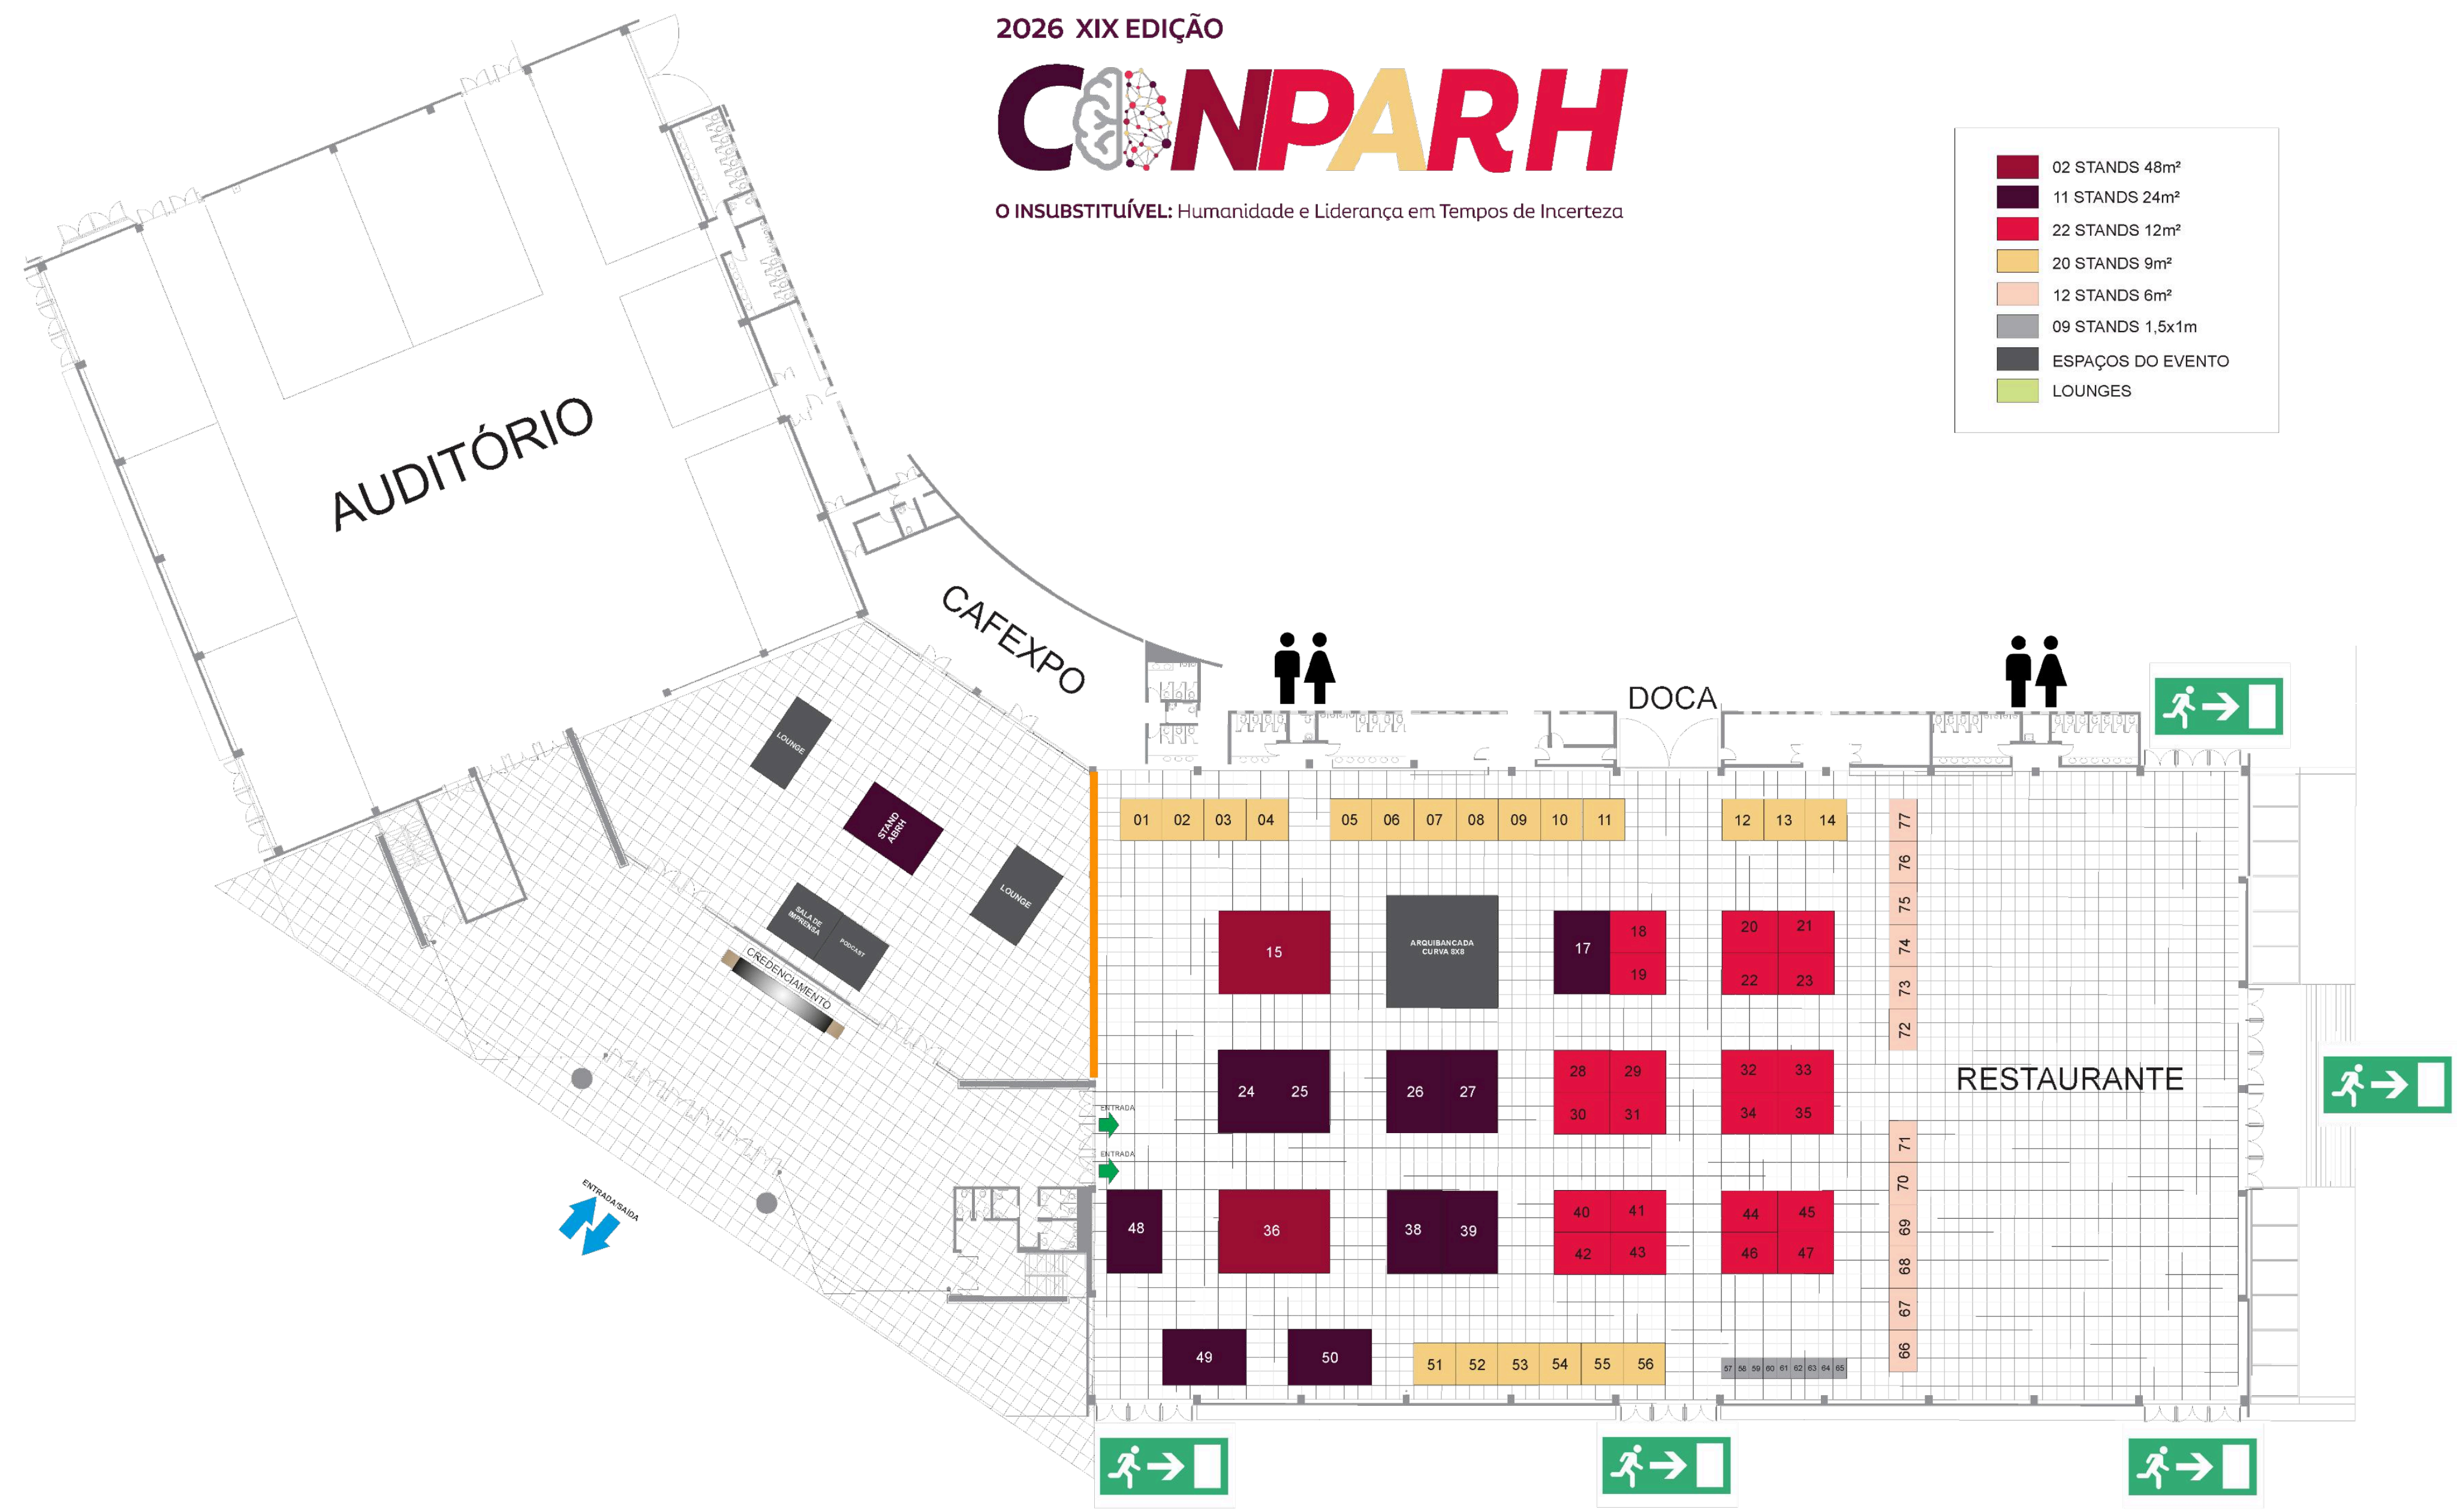 2026 XIX EDIÇÃO
CONPARH
O INSUBSTITUÍVEL: Humanidade e Liderança em Tempos de Incerteza
02 STANDS 48m²
11 STANDS 24m²
22 STANDS 12m²
20 STANDS 9m²
12 STANDS 6m²
09 STANDS 1,5x1m
ESPAÇOS DO EVENTO
LOUNGES
AUDITÓRIO
CAFEXPO
DOCA
LOUNGE
STAND
ABRH
LOUNGE
SALA DE
IMPRENSA
PODCAST
CREDENCIAMENTO
ENTRADA/SAÍDA
ENTRADA
ENTRADA
01 02 03 04 05 06 07 08 09 10 11 12 13 14
15
ARQUIBANCADA
CURVA 8X8
17 18 19
20 21
22 23
24 25 26 27
28 29
30 31
32 33
34 35
48 36 38 39
40 41
42 43
44 45
46 47
49 50 51 52 53 54 55 56
57 58 59 60 61 62 63 64 65
77
76
75
74
73
72
71
70
69
68
67
66
RESTAURANTE